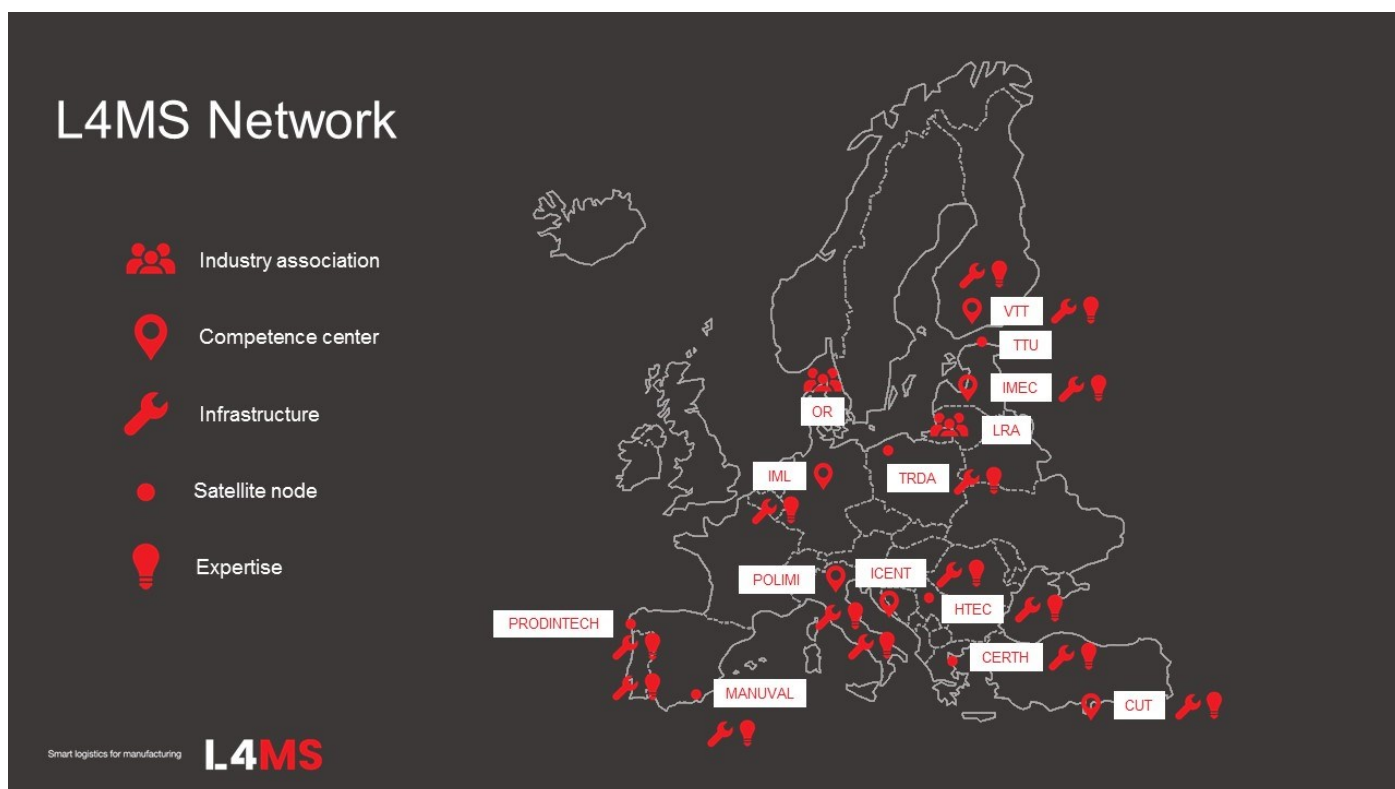 L4MS Network
Industry association
Competence center
Infrastructure
Satellite node
Expertise
VTT
TTU
IMEC
OR
LRA
IML
TRDA
ICENT
POLIMI
HTEC
PRODINTECH
CERTH
MANUVAL
CUT
Smart logistics for manufacturing
L4MS